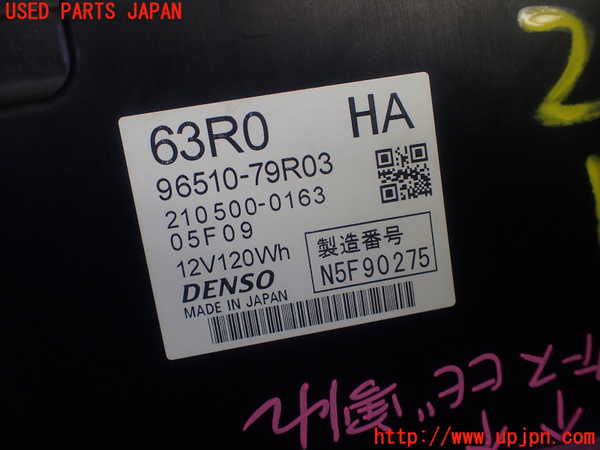 USED PARTS JAPAN
63R0 HA
96510-79R03
210500-0163
05F09
12V120Wh
製造番号
N5F90275
DENSO
MADE IN JAPAN
2
http://www.upjpn.com